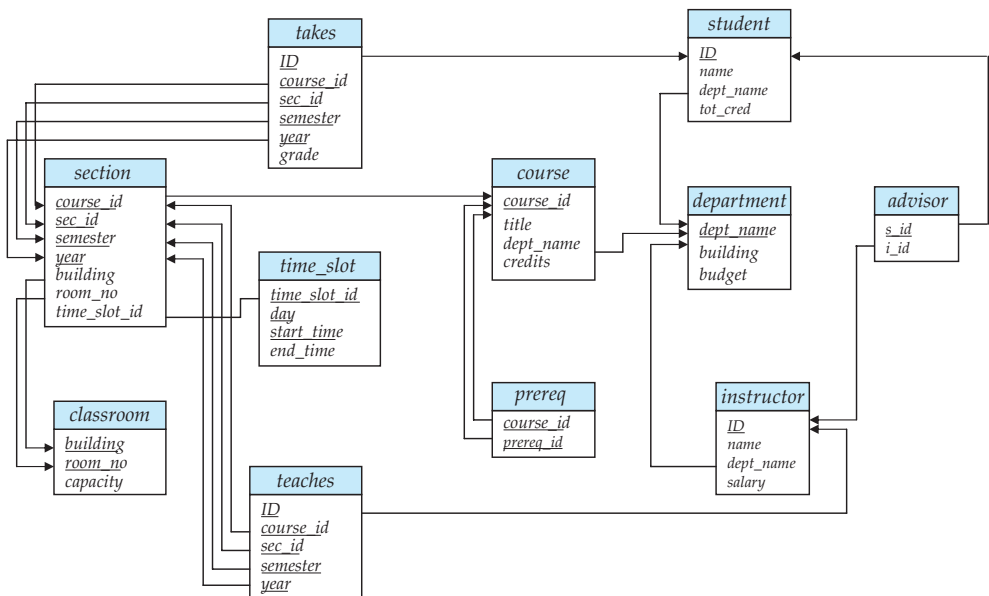 takes
ID
course_id
sec_id
semester
year
grade
student
ID
name
dept_name
tot_cred
section
course_id
sec_id
semester
year
building
room_no
time_slot_id
course
course_id
title
dept_name
credits
department
dept_name
building
budget
advisor
s_id
i_id
time_slot
time_slot_id
day
start_time
end_time
classroom
building
room_no
capacity
prereq
course_id
prereq_id
instructor
ID
name
dept_name
salary
teaches
ID
course_id
sec_id
semester
year